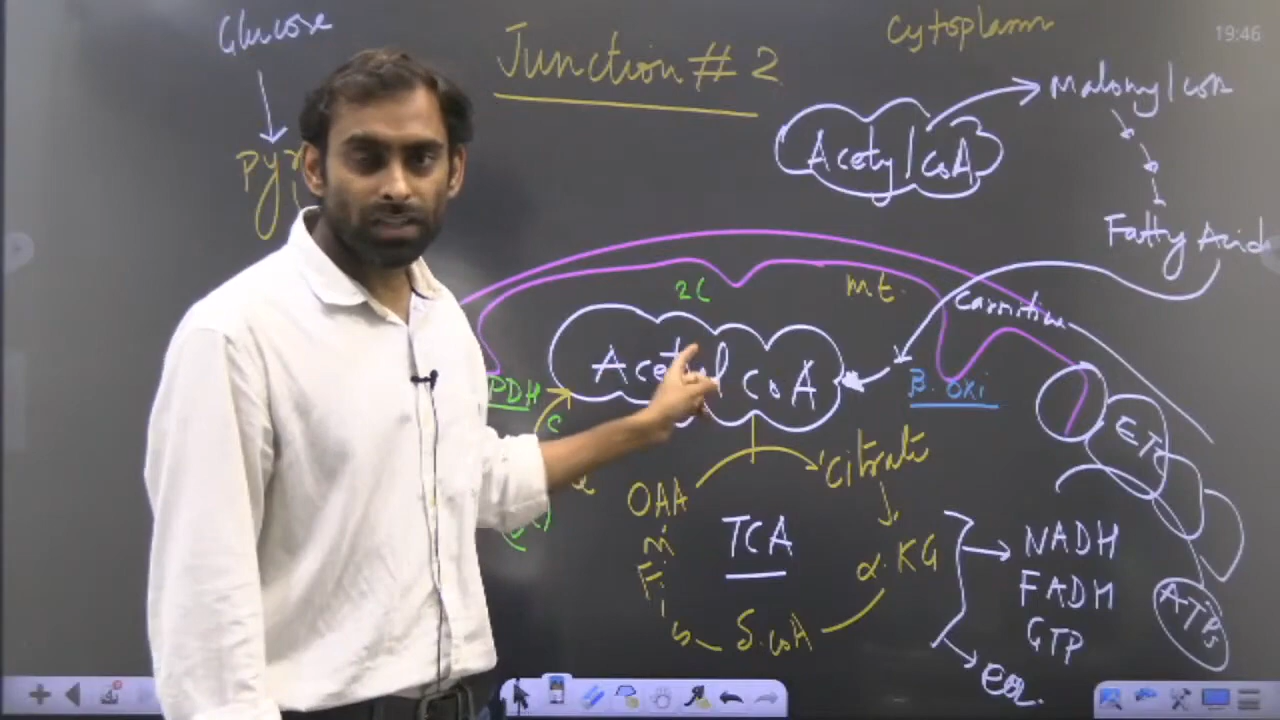 Glucose
Junction # 2
Cytoplasm
19:46
Malonyl CoA
Acetyl CoA
Fatty Acid
2C
mt.
Carnitine
Acetyl CoA
PDH
β. Oxi
C
ETC
Citrate
OAA
TCA
α. KG
M
F
S
S. CoA
NADH
FADH
GTP
ATPs
CO2.